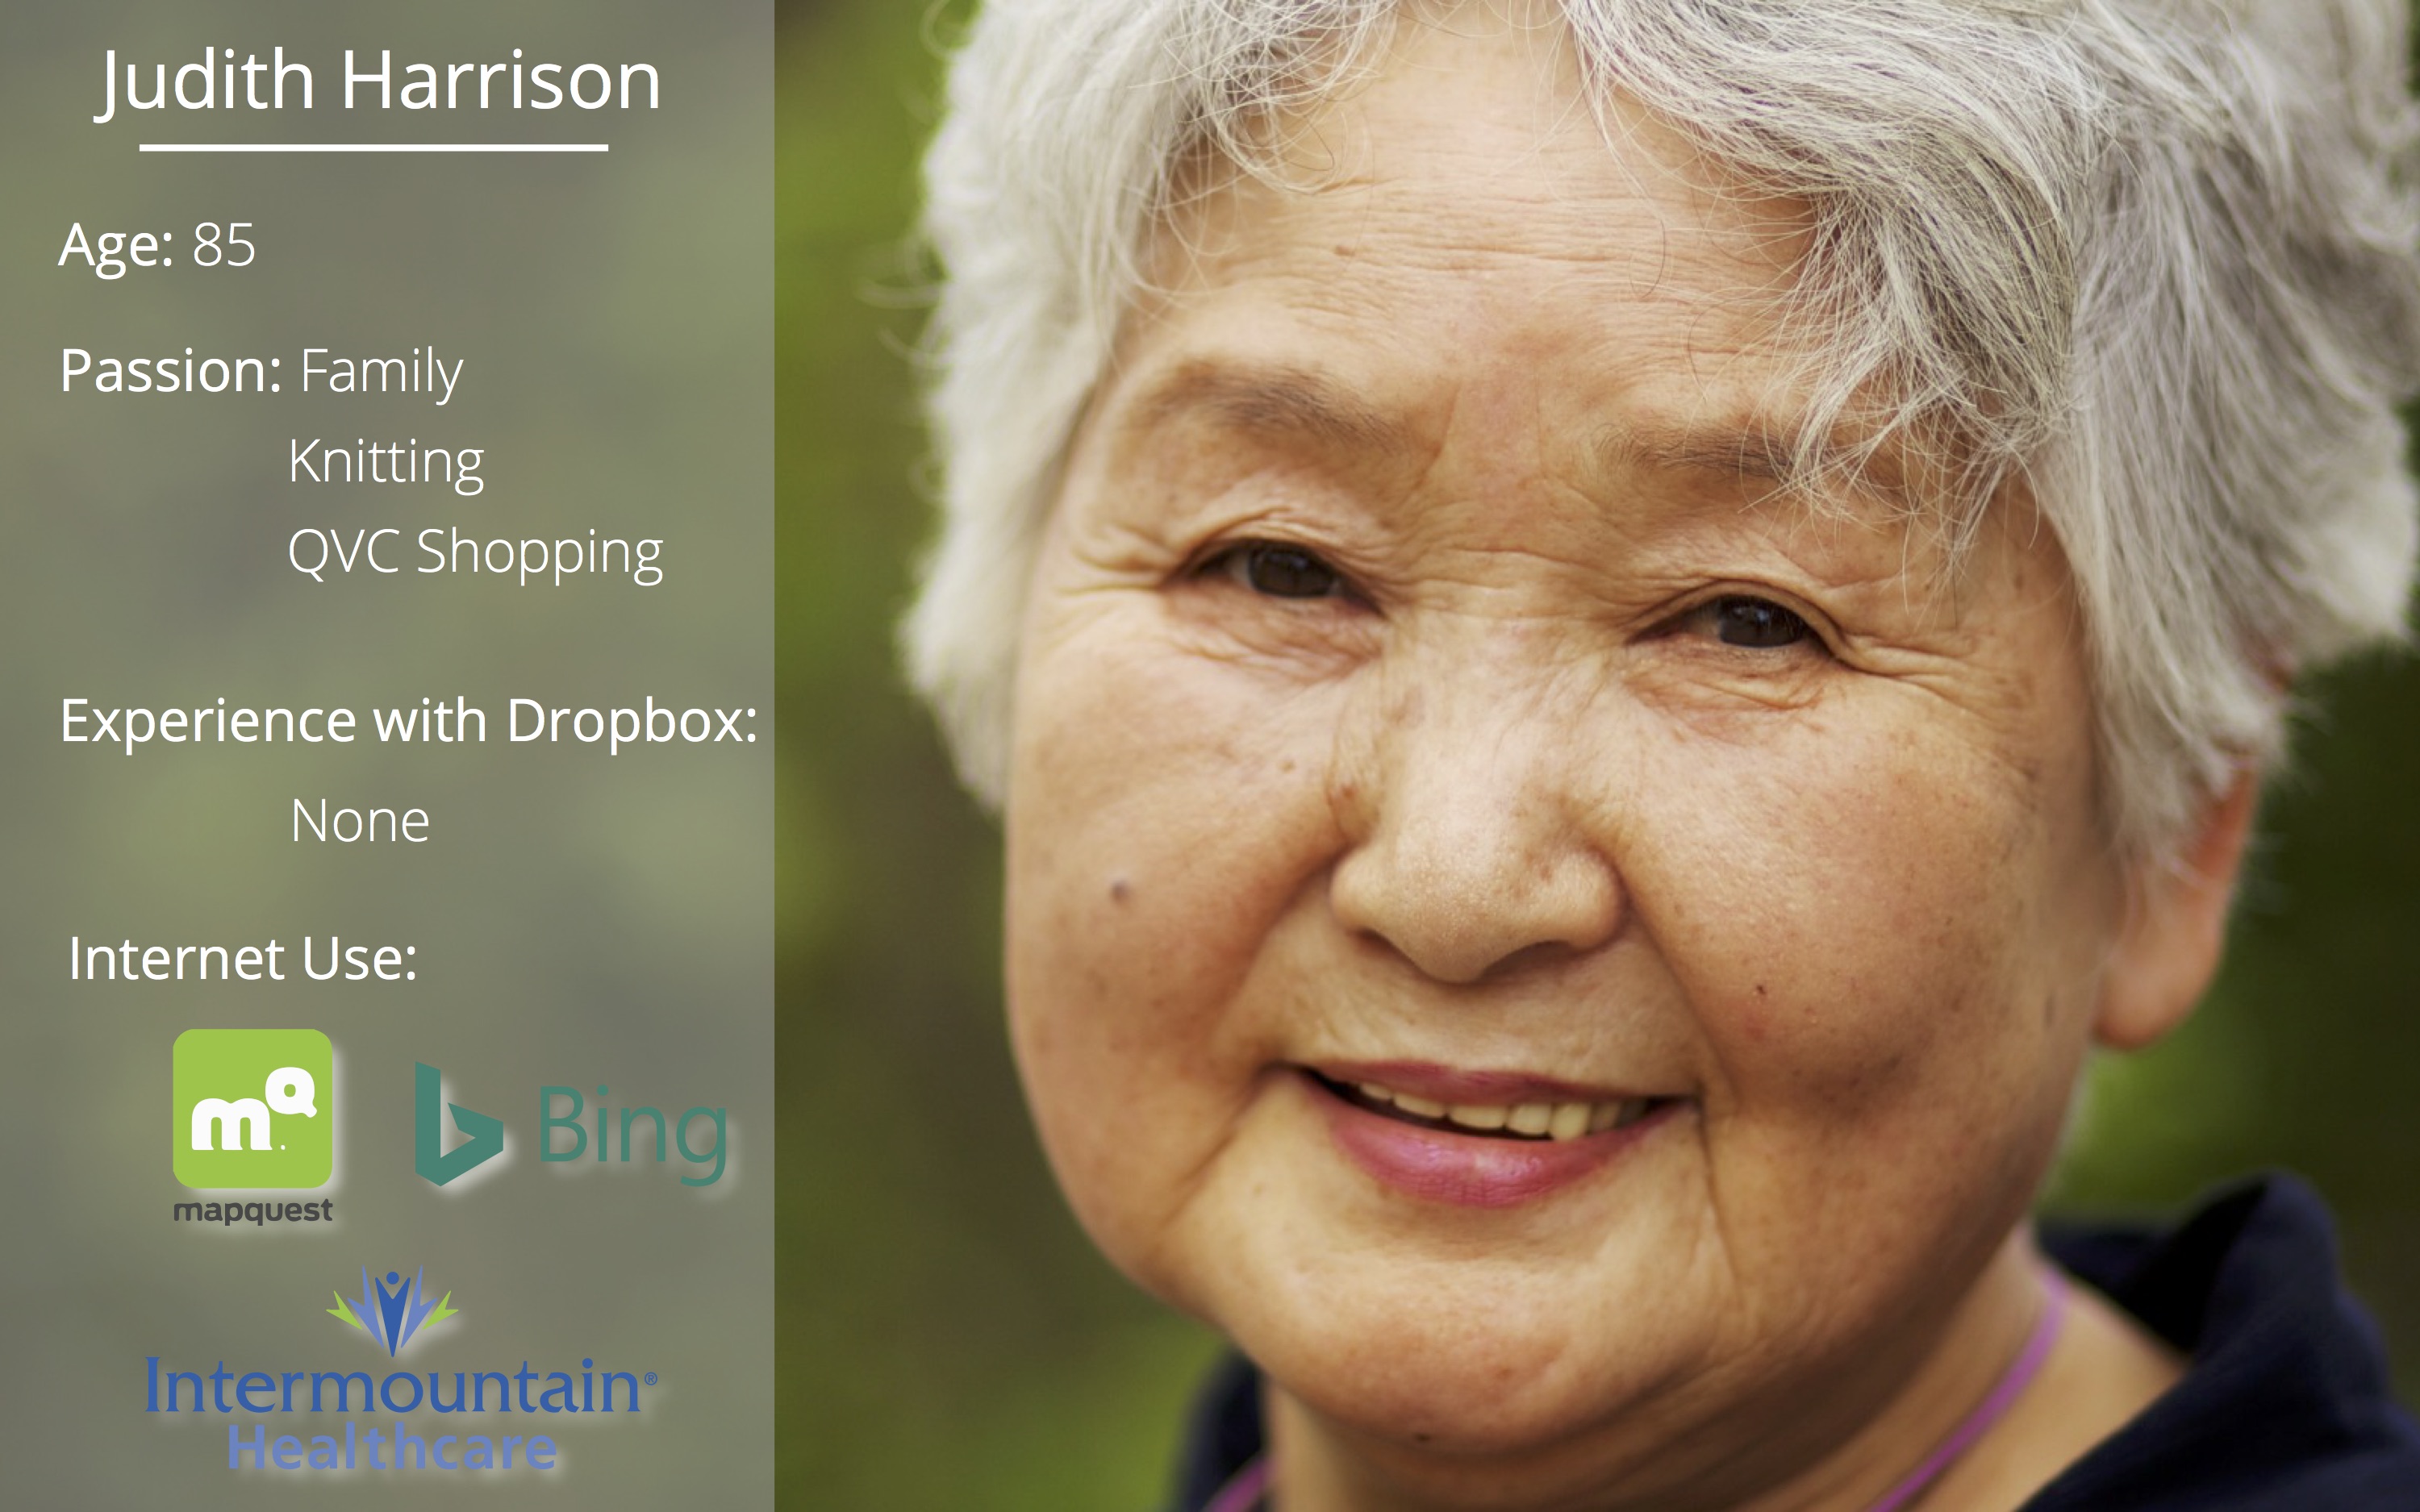 Judith Harrison
Age: 85
Passion: Family
Knitting
QVC Shopping
Experience with Dropbox:
None
Internet Use:
mQ.
mapquest
b Bing
Intermountain®
Healthcare